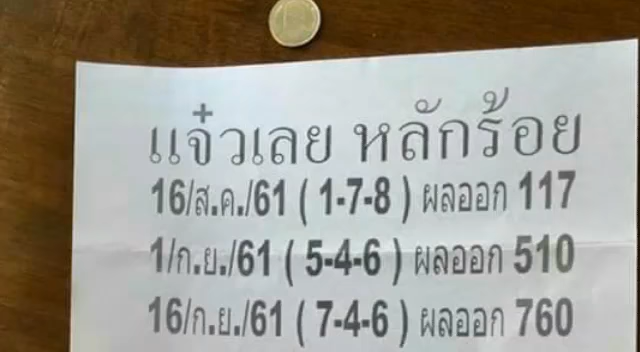 แจ๋วเลย หลักร้อย
16/ส.ค./61 ( 1-7-8 ) ผลออก 117
1/ก.ย./61 ( 5-4-6 ) ผลออก 510
16/ก.ย./61 ( 7-4-6 ) ผลออก 760